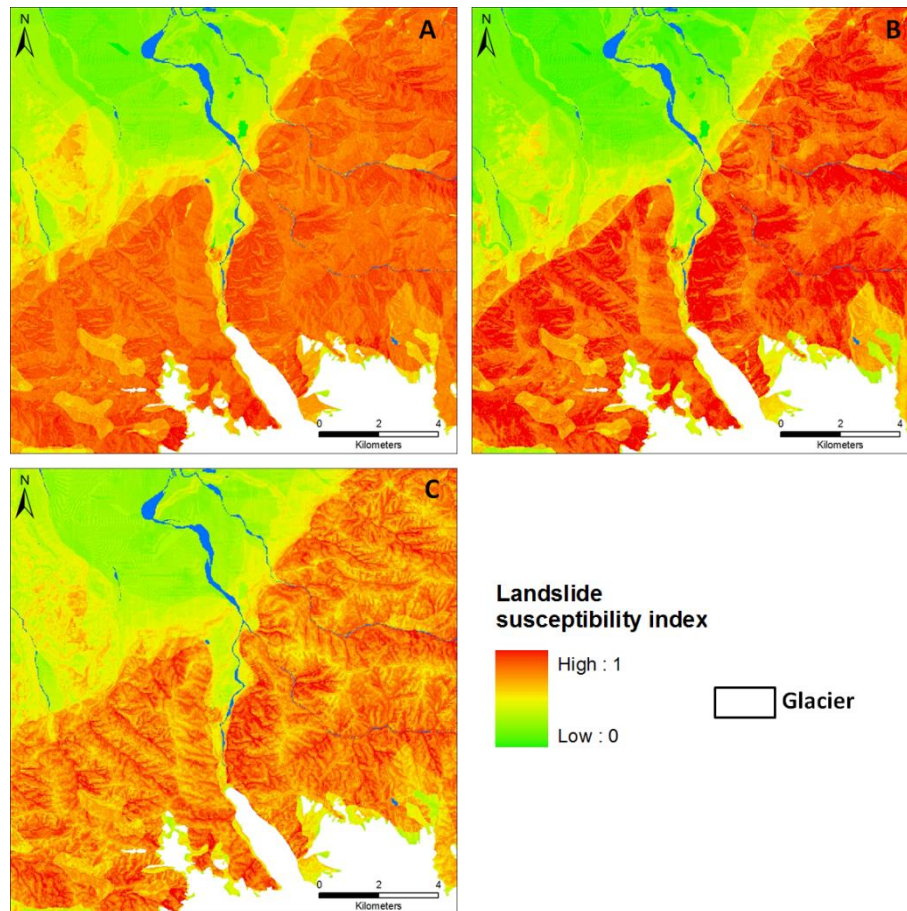 N
A
0 2 4
Kilometers
N
B
0 2 4
Kilometers
N
C
0 2 4
Kilometers
Landslide
susceptibility index
High : 1
Low : 0
Glacier